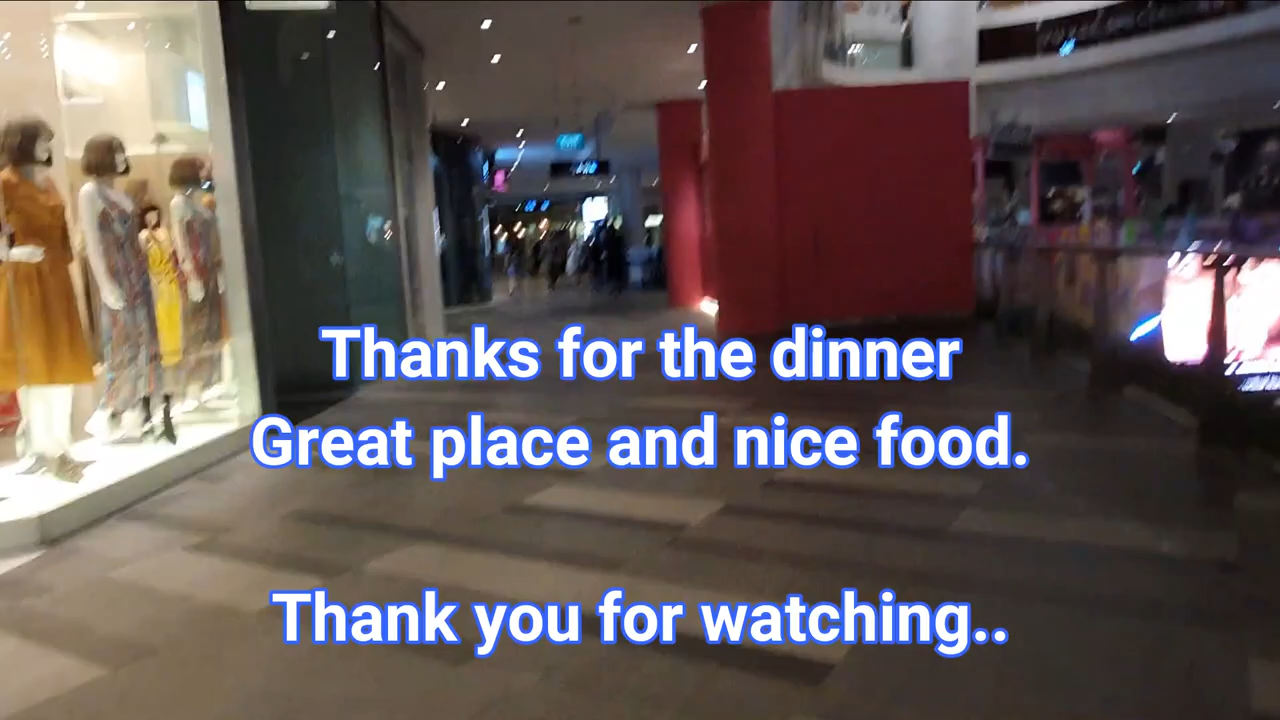 Thanks for the dinner
Great place and nice food.
Thank you for watching..